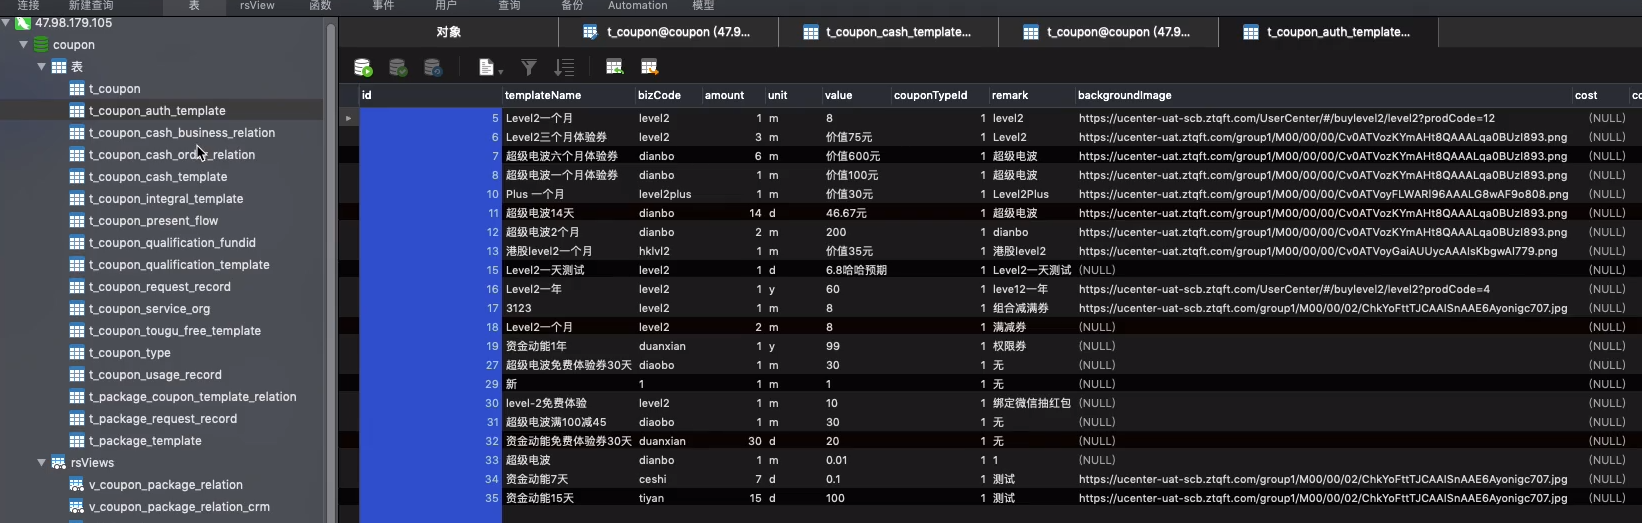 连接 新建查询 表 rsView 函数 事件 用户 查询 备份 Automation 模型
47.98.179.105
coupon
表
t_coupon
t_coupon_auth_template
t_coupon_cash_business_relation
t_coupon_cash_order_relation
t_coupon_cash_template
t_coupon_integral_template
t_coupon_present_flow
t_coupon_qualification_fundid
t_coupon_qualification_template
t_coupon_request_record
t_coupon_service_org
t_coupon_tougu_free_template
t_coupon_type
t_coupon_usage_record
t_package_coupon_template_relation
t_package_request_record
t_package_template
rsViews
v_coupon_package_relation
v_coupon_package_relation_crm
对象 t_coupon@coupon (47.9... t_coupon_cash_template... t_coupon@coupon (47.9... t_coupon_auth_template...
id templateName bizCode amount unit value couponTypeId remark backgroundImage cost
5 Level2一个月 level2 1 m 8 1 level2 https://ucenter-uat-scb.ztqft.com/UserCenter/#/buylevel2/level2?prodCode=12 (NULL)
6 Level2三个月体验券 level2 3 m 价值75元 1 Level2 https://ucenter-uat.ztqft.com/group1/M00/00/00/Cv0ATVozKYmAHt8QAAALqa0BUzI893.png (NULL)
7 超级电波六个月体验券 dianbo 6 m 价值600元 1 超级电波 https://ucenter-uat.ztqft.com/group1/M00/00/00/Cv0ATVozKYmAHt8QAAALqa0BUzI893.png (NULL)
8 超级电波一个月体验券 dianbo 1 m 价值100元 1 超级电波 https://ucenter-uat.ztqft.com/group1/M00/00/00/Cv0ATVozKYmAHt8QAAALqa0BUzI893.png (NULL)
10 Plus 一个月 level2plus 1 m 价值30元 1 Level2Plus https://ucenter-uat.ztqft.com/group1/M00/00/00/Cv0ATVoyFLWARI96AAALG8wAF9o808.png (NULL)
11 超级电波14天 dianbo 14 d 46.67元 1 超级电波 https://ucenter-uat.ztqft.com/group1/M00/00/00/Cv0ATVozKYmAHt8QAAALqa0BUzI893.png (NULL)
12 超级电波2个月 dianbo 2 m 200 1 dianbo https://ucenter-uat.ztqft.com/group1/M00/00/00/Cv0ATVozKYmAHt8QAAALqa0BUzI893.png (NULL)
13 港股level2一个月 hklvl2 1 m 价值35元 1 港股level2 https://ucenter-uat.ztqft.com/group1/M00/00/00/Cv0ATVoyGaiAUUycAAAIsKbgwAI779.png (NULL)
15 Level2一天测试 level2 1 d 6.8哈哈预期 1 Level2一天测试 (NULL) (NULL)
16 Level2一年 level2 1 y 60 1 leve12一年 https://ucenter-uat-scb.ztqft.com/UserCenter/#/buylevel2/level2?prodCode=4 (NULL)
17 3123 level2 1 m 8 1 组合减满券 https://ucenter-uat-scb.ztqft.com/group1/M00/00/02/ChkYoFttTJCAAISnAAE6Ayonigc707.jpg (NULL)
18 Level2一个月 level2 2 m 8 1 满减券 (NULL) (NULL)
19 资金动能1年 duanxian 1 y 99 1 权限券 (NULL) (NULL)
27 超级电波免费体验券30天 diaobo 1 m 30 1 无 (NULL) (NULL)
29 新 1 1 m 1 1 无 (NULL) (NULL)
30 level-2免费体验 level2 1 m 10 1 绑定微信抽红包 (NULL) (NULL)
31 超级电波满100减45 diaobo 1 m 30 1 无 (NULL) (NULL)
32 资金动能免费体验券30天 duanxian 30 d 20 1 无 (NULL) (NULL)
33 超级电波 dianbo 1 m 0.01 1 1 (NULL) (NULL)
34 资金动能7天 ceshi 7 d 0.1 1 测试 https://ucenter-uat-scb.ztqft.com/group1/M00/00/02/ChkYoFttTJCAAISnAAE6Ayonigc707.jpg (NULL)
35 资金动能15天 tiyan 15 d 100 1 测试 https://ucenter-uat-scb.ztqft.com/group1/M00/00/02/ChkYoFttTJCAAISnAAE6Ayonigc707.jpg (NULL)